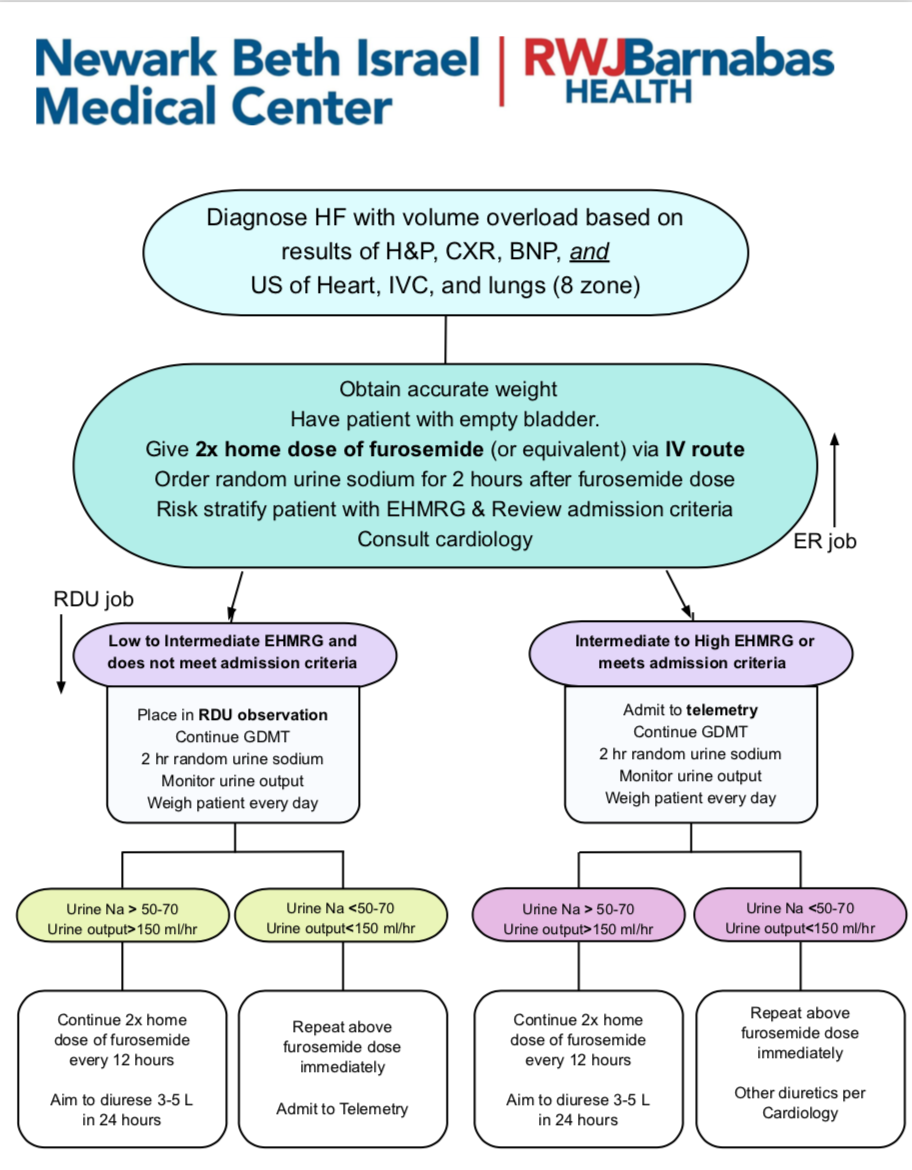 Newark Beth Israel
Medical Center
RWJBarnabas
HEALTH
Diagnose HF with volume overload based on
results of H&P, CXR, BNP, and
US of Heart, IVC, and lungs (8 zone)
Obtain accurate weight
Have patient with empty bladder.
Give 2x home dose of furosemide (or equivalent) via IV route
Order random urine sodium for 2 hours after furosemide dose
Risk stratify patient with EHMRG & Review admission criteria
Consult cardiology
ER job
RDU job
Low to Intermediate EHMRG and
does not meet admission criteria
Place in RDU observation
Continue GDMT
2 hr random urine sodium
Monitor urine output
Weigh patient every day
Intermediate to High EHMRG or
meets admission criteria
Admit to telemetry
Continue GDMT
2 hr random urine sodium
Monitor urine output
Weigh patient every day
Urine Na > 50-70
Urine output>150 ml/hr
Continue 2x home
dose of furosemide
every 12 hours
Aim to diurese 3-5 L
in 24 hours
Urine Na <50-70
Urine output<150 ml/hr
Repeat above
furosemide dose
immediately
Admit to Telemetry
Urine Na > 50-70
Urine output>150 ml/hr
Continue 2x home
dose of furosemide
every 12 hours
Aim to diurese 3-5 L
in 24 hours
Urine Na <50-70
Urine output<150 ml/hr
Repeat above
furosemide dose
immediately
Other diuretics per
Cardiology